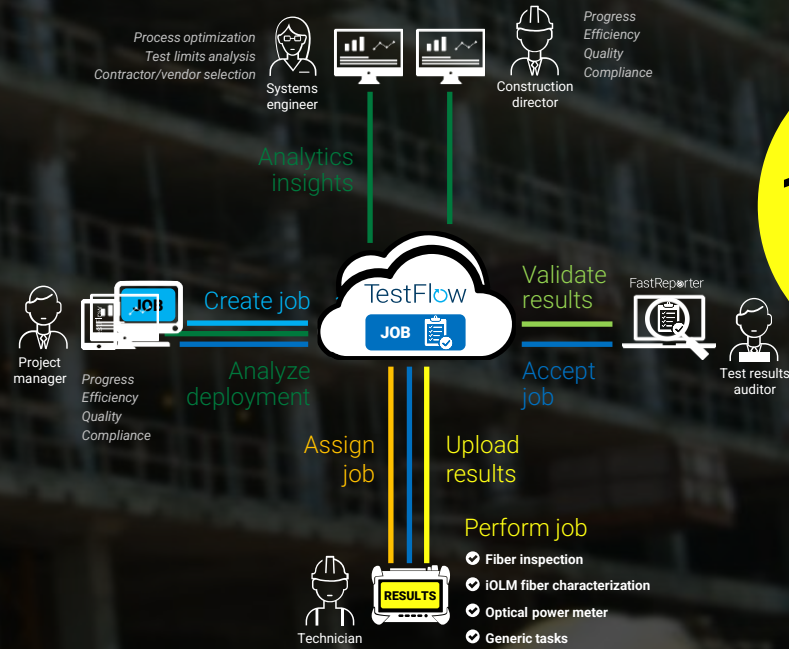 Process optimization
Test limits analysis
Contractor/vendor selection
Systems
engineer
Construction
director
Progress
Efficiency
Quality
Compliance
Analytics
insights
TestFlow
JOB
Create job
JOB
Project
manager
Analyze
deployment
Progress
Efficiency
Quality
Compliance
Validate
results
FastReporter
Accept
job
Test results
auditor
Assign
job
Upload
results
Perform job
Fiber inspection
iOLM fiber characterization
Optical power meter
Generic tasks
RESULTS
Technician